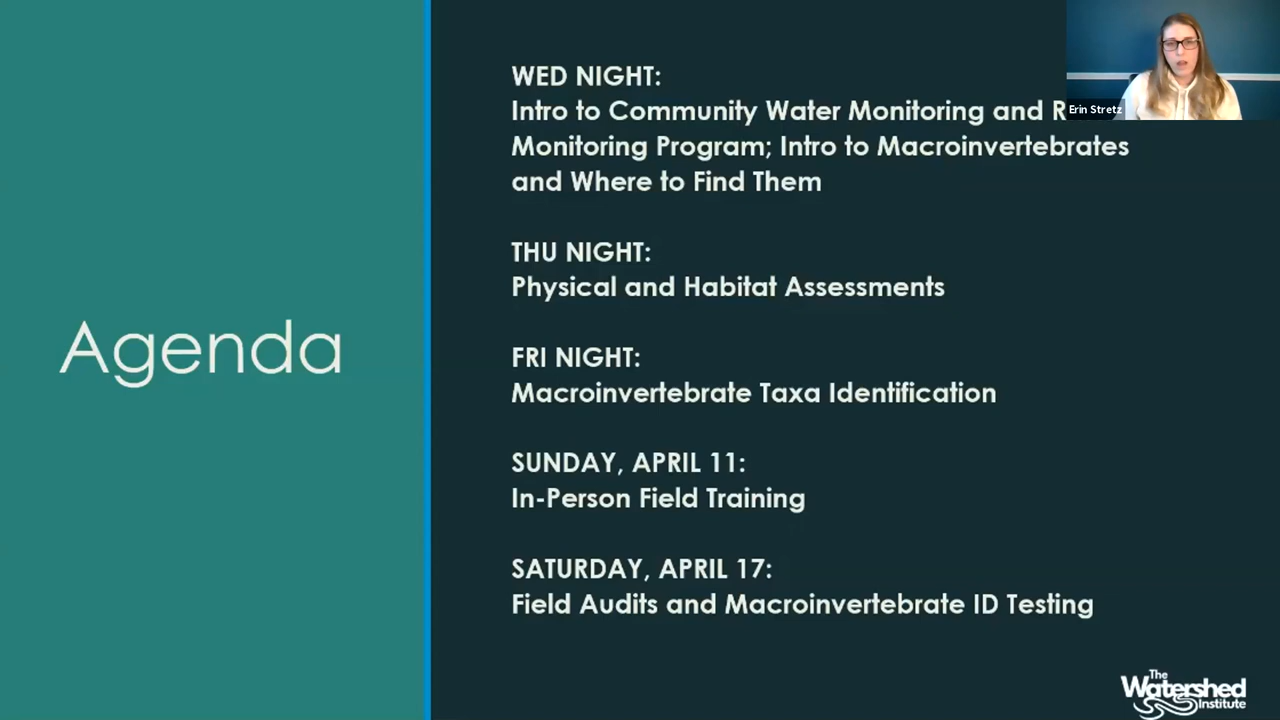 Agenda
WED NIGHT:
Intro to Community Water Monitoring and
Monitoring Program; Intro to Macroinvertebrates
and Where to Find Them
THU NIGHT:
Physical and Habitat Assessments
FRI NIGHT:
Macroinvertebrate Taxa Identification
SUNDAY, APRIL 11:
In-Person Field Training
SATURDAY, APRIL 17:
Field Audits and Macroinvertebrate ID Testing
Erin Stretz
The
Watershed
Institute